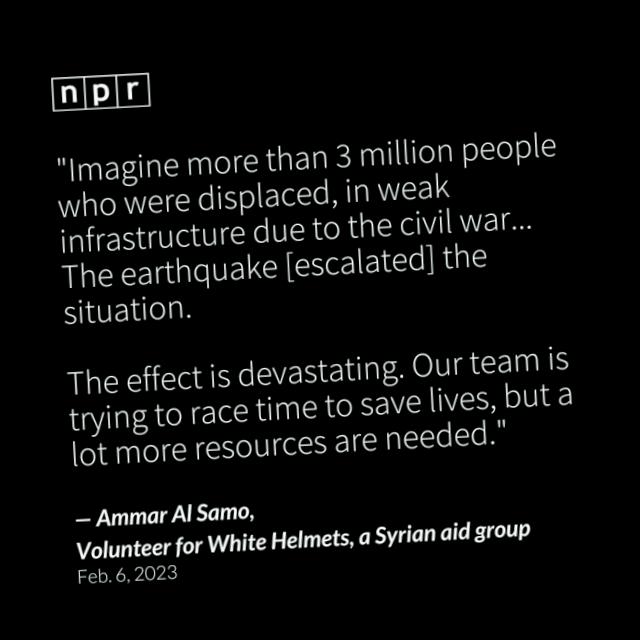 npr
"Imagine more than 3 million people
who were displaced, in weak
infrastructure due to the civil war...
The earthquake [escalated] the
situation.
The effect is devastating. Our team is
trying to race time to save lives, but a
lot more resources are needed."
— Ammar Al Samo,
Volunteer for White Helmets, a Syrian aid group
Feb. 6, 2023